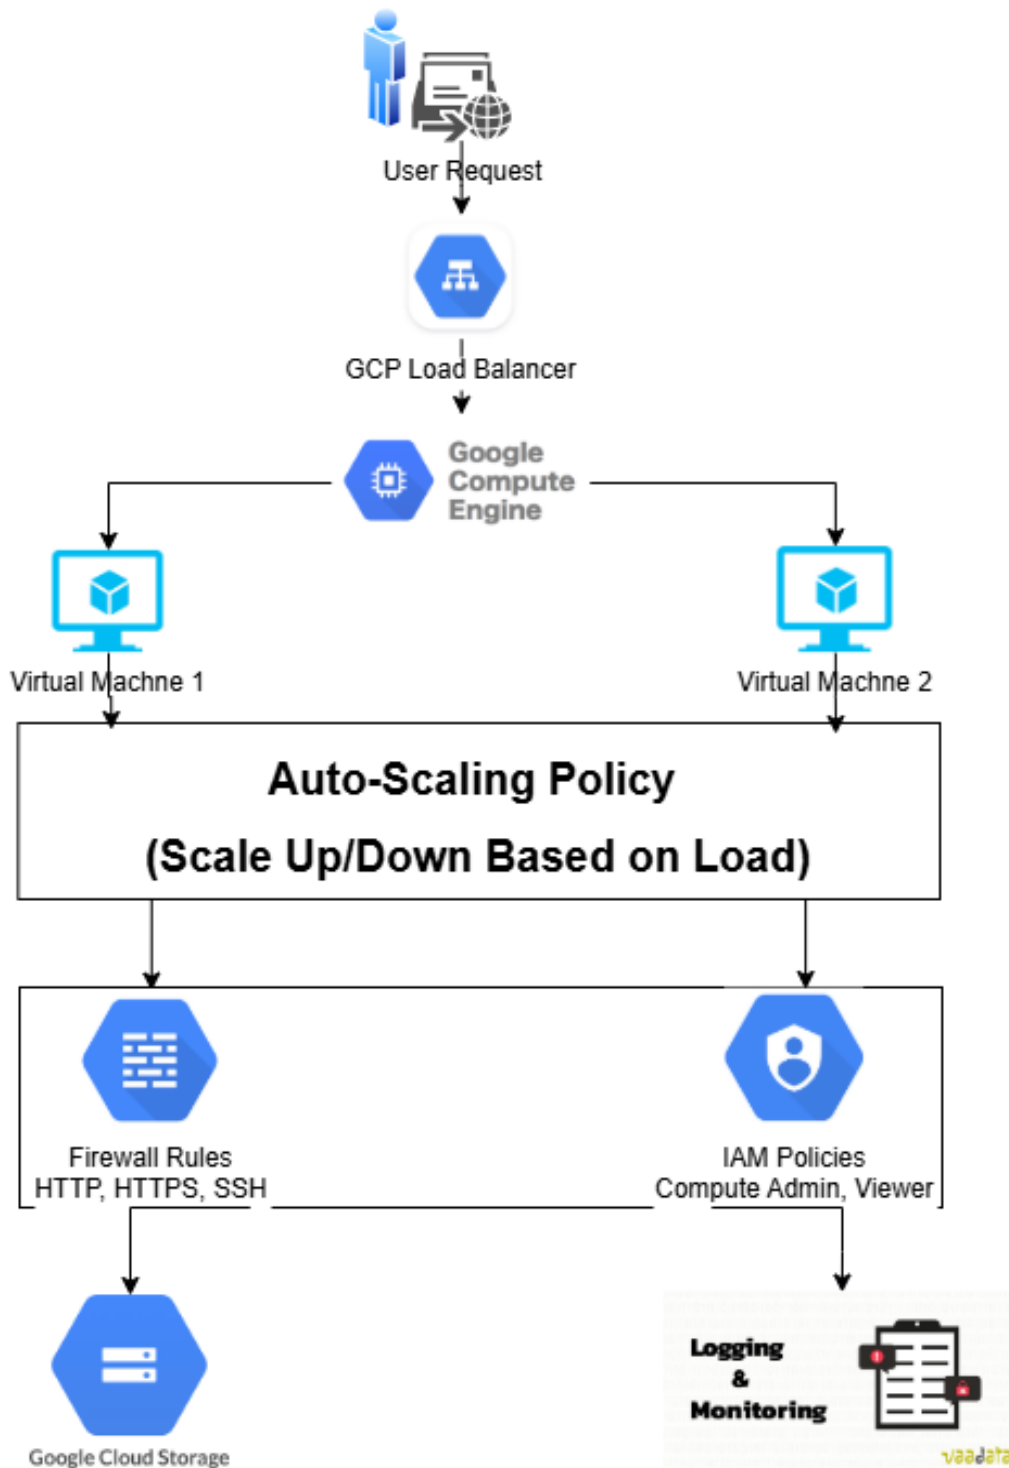 User Request
GCP Load Balancer
Google
Compute
Engine
Virtual Machne 1
Virtual Machne 2
Auto-Scaling Policy
(Scale Up/Down Based on Load)
Firewall Rules
HTTP, HTTPS, SSH
IAM Policies
Compute Admin, Viewer
Google Cloud Storage
Logging
&
Monitoring
vaadata